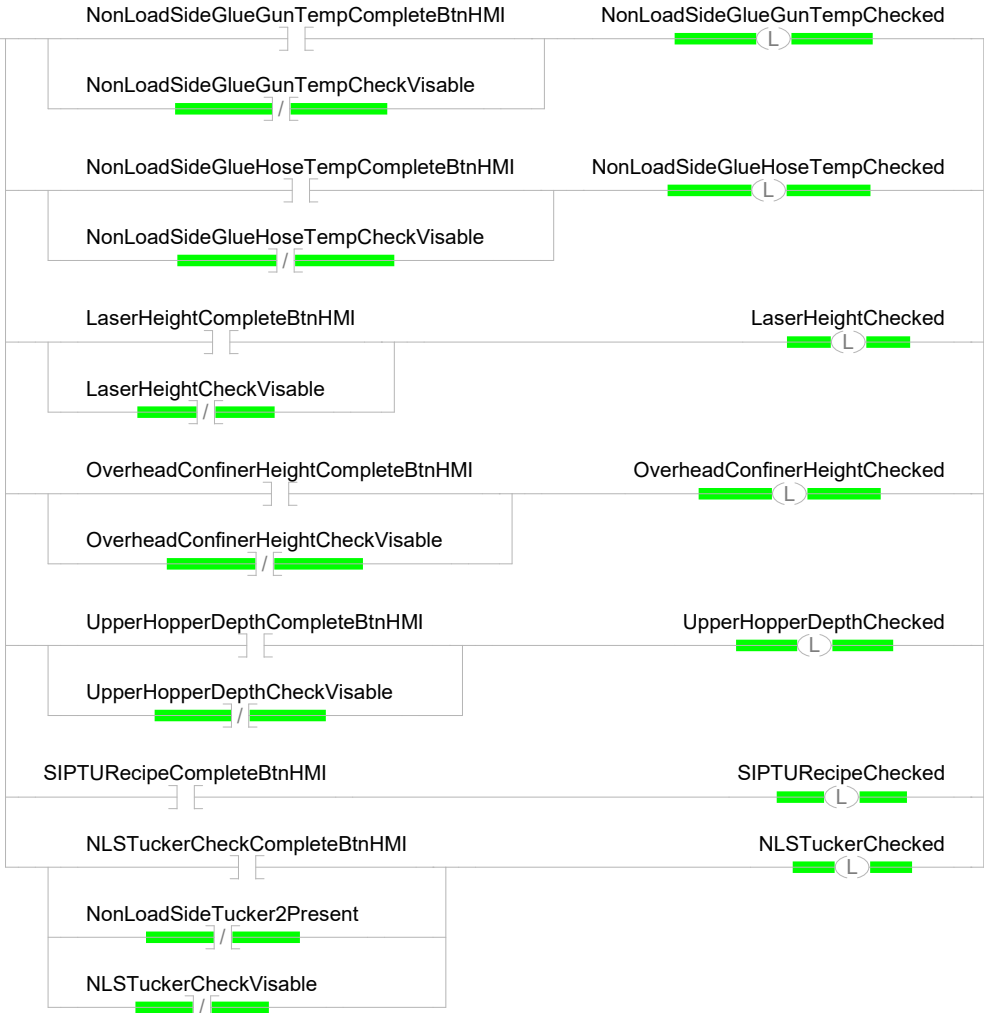 NonLoadSideGlueGunTempCompleteBtnHMI NonLoadSideGlueGunTempChecked
L
NonLoadSideGlueGunTempCheckVisable
/
NonLoadSideGlueHoseTempCompleteBtnHMI NonLoadSideGlueHoseTempChecked
L
NonLoadSideGlueHoseTempCheckVisable
/
LaserHeightCompleteBtnHMI LaserHeightChecked
L
LaserHeightCheckVisable
/
OverheadConfinerHeightCompleteBtnHMI OverheadConfinerHeightChecked
L
OverheadConfinerHeightCheckVisable
/
UpperHopperDepthCompleteBtnHMI UpperHopperDepthChecked
L
UpperHopperDepthCheckVisable
/
SIPTURecipeCompleteBtnHMI SIPTURecipeChecked
L
NLSTuckerCheckCompleteBtnHMI NLSTuckerChecked
L
NonLoadSideTucker2Present
/
NLSTuckerCheckVisable
/